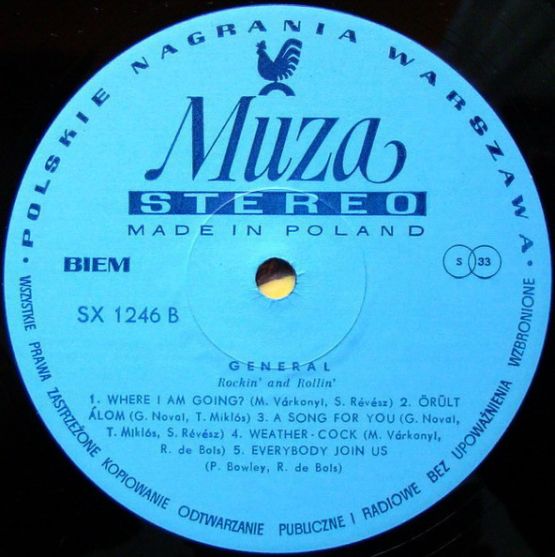 • POLSKIE NAGRANIA WARSZAWA •
Muza
STEREO
MADE IN POLAND
BIEM
S 33
SX 1246 B
GENERAL
Rockin' and Rollin'
1. WHERE I AM GOING? (M. Várkonyi, S. Révész) 2. ÖRÜLT
ÁLOM (G. Noval, T. Miklós) 3. A SONG FOR YOU (G. Noval,
T. Miklós, S. Révész) 4. WEATHER-COCK (M. Várkonyi,
R. de Bois) 5. EVERYBODY JOIN US
(P. Bowley, R. de Bois)
WSZYSTKIE PRAWA ZASTRZEŻONE KOPIOWANIE ODTWARZANIE PUBLICZNE I RADIOWE BEZ UPOWAŻNIENIA WZBRONIONE